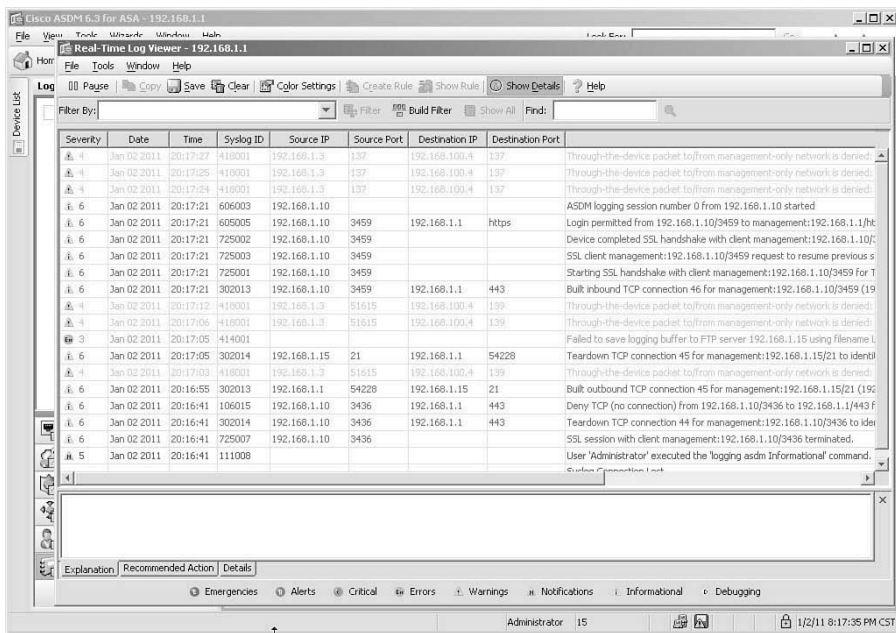 Cisco ASDM 6.3 for ASA - 192.168.1.1
File View Tools Wizards Window Help Look For:
Real-Time Log Viewer - 192.168.1.1
File Tools Window Help
Pause Copy Save Clear Color Settings Create Rule Show Rule Show Details Help
Device List
Filter By: Filter Build Filter Show All Find:
Severity Date Time Syslog ID Source IP Source Port Destination IP Destination Port
4 Jan 02 2011 20:17:27 418001 192.168.1.3 137 192.168.100.4 137 Through-the-device packet to/from management-only network is denied:
4 Jan 02 2011 20:17:25 418001 192.168.1.3 137 192.168.100.4 137 Through-the-device packet to/from management-only network is denied:
4 Jan 02 2011 20:17:24 418001 192.168.1.3 137 192.168.100.4 137 Through-the-device packet to/from management-only network is denied:
6 Jan 02 2011 20:17:21 606003 192.168.1.10 ASDM logging session number 0 from 192.168.1.10 started
6 Jan 02 2011 20:17:21 605005 192.168.1.10 3459 192.168.1.1 https Login permitted from 192.168.1.10/3459 to management:192.168.1.1/ht
6 Jan 02 2011 20:17:21 725002 192.168.1.10 3459 Device completed SSL handshake with client management:192.168.1.10/
6 Jan 02 2011 20:17:21 725003 192.168.1.10 3459 SSL client management:192.168.1.10/3459 request to resume previous s
6 Jan 02 2011 20:17:21 725001 192.168.1.10 3459 Starting SSL handshake with client management:192.168.1.10/3459 for T
6 Jan 02 2011 20:17:21 302013 192.168.1.10 3459 192.168.1.1 443 Built inbound TCP connection 46 for management:192.168.1.10/3459 (19
4 Jan 02 2011 20:17:12 418001 192.168.1.3 51615 192.168.100.4 139 Through-the-device packet to/from management-only network is denied:
4 Jan 02 2011 20:17:06 418001 192.168.1.3 51615 192.168.100.4 139 Through-the-device packet to/from management-only network is denied:
3 Jan 02 2011 20:17:05 414001 Failed to save logging buffer to FTP server 192.168.1.15 using filename L
6 Jan 02 2011 20:17:05 302014 192.168.1.15 21 192.168.1.1 54228 Teardown TCP connection 45 for management:192.168.1.15/21 to identi
4 Jan 02 2011 20:17:03 418001 192.168.1.3 51615 192.168.100.4 139 Through-the-device packet to/from management-only network is denied:
6 Jan 02 2011 20:16:55 302013 192.168.1.1 54228 192.168.1.15 21 Built outbound TCP connection 45 for management:192.168.1.15/21 (192
6 Jan 02 2011 20:16:41 106015 192.168.1.10 3436 192.168.1.1 443 Deny TCP (no connection) from 192.168.1.10/3436 to 192.168.1.1/443 f
6 Jan 02 2011 20:16:41 302014 192.168.1.10 3436 192.168.1.1 443 Teardown TCP connection 44 for management:192.168.1.10/3436 to iden
6 Jan 02 2011 20:16:41 725007 192.168.1.10 3436 SSL session with client management:192.168.1.10/3436 terminated.
5 Jan 02 2011 20:16:41 111008 User 'Administrator' executed the 'logging asdm Informational' command.
Syslog Connection Lost
Explanation Recommended Action Details
Emergencies Alerts Critical Errors Warnings Notifications Informational Debugging
Administrator 15 1/2/11 8:17:35 PM CST